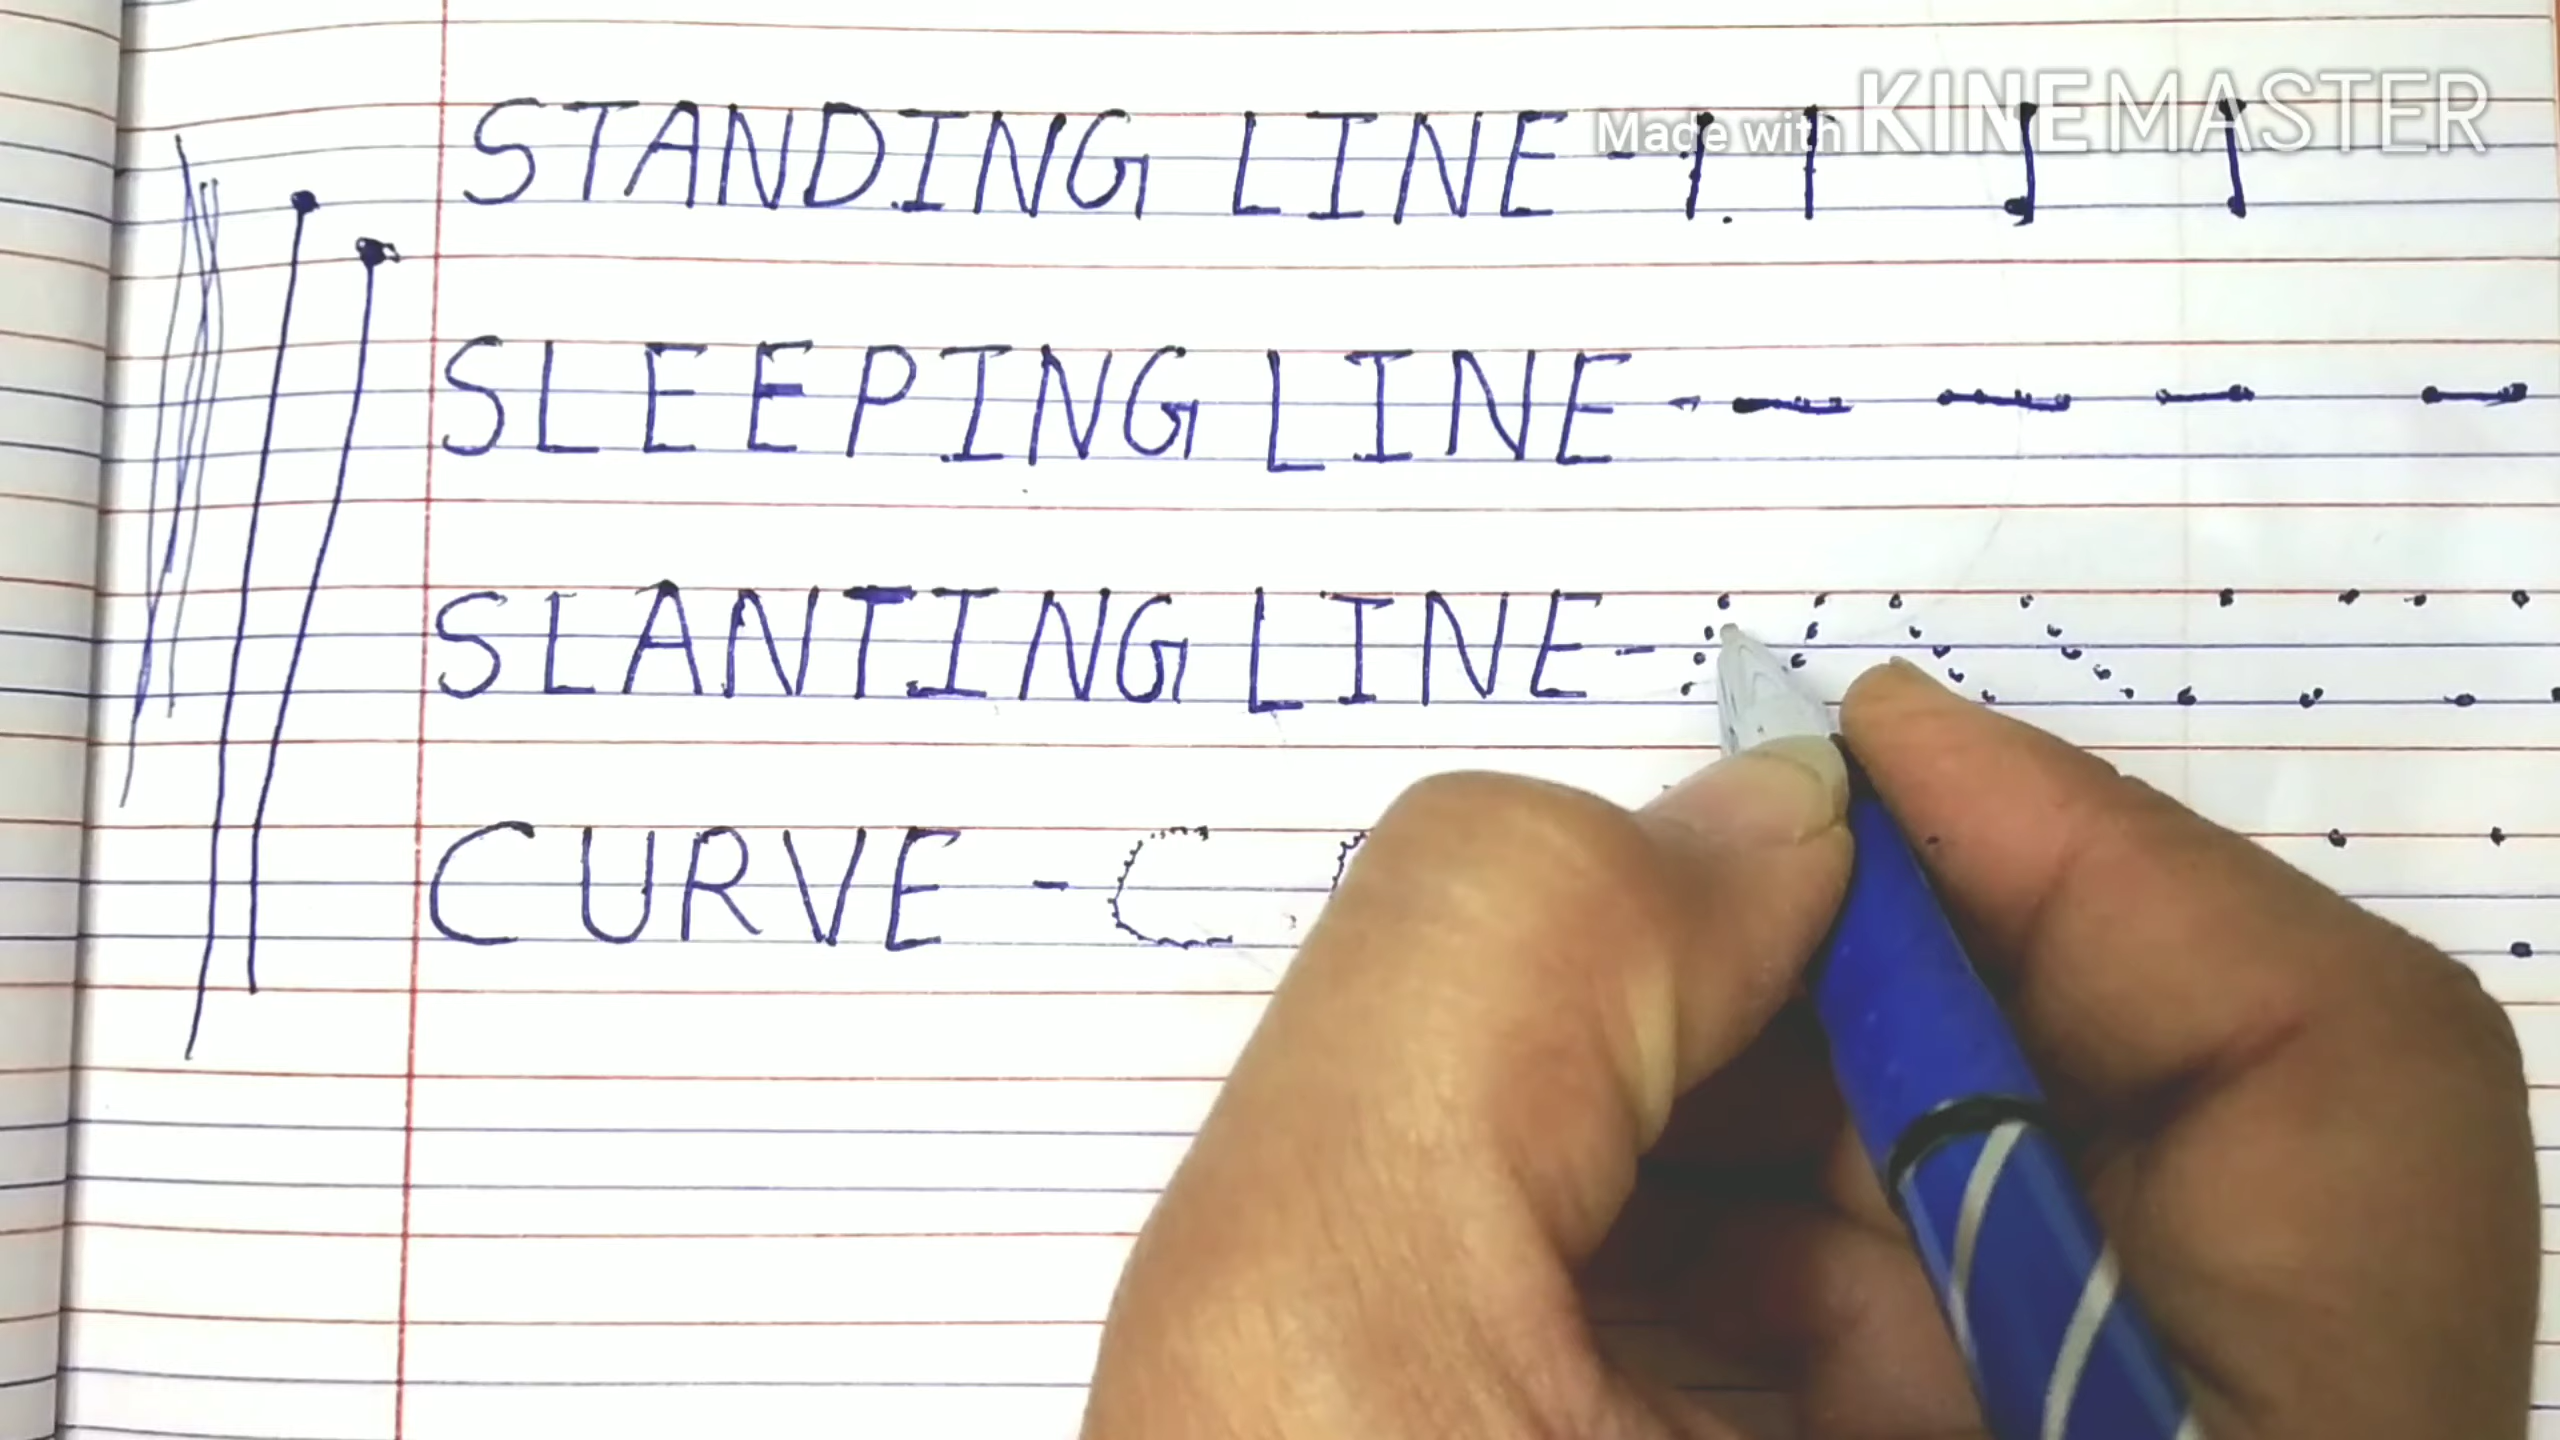 Made with KINEMASTER
STANDING LINE -
SLEEPING LINE -
SLANTING LINE -
CURVE -